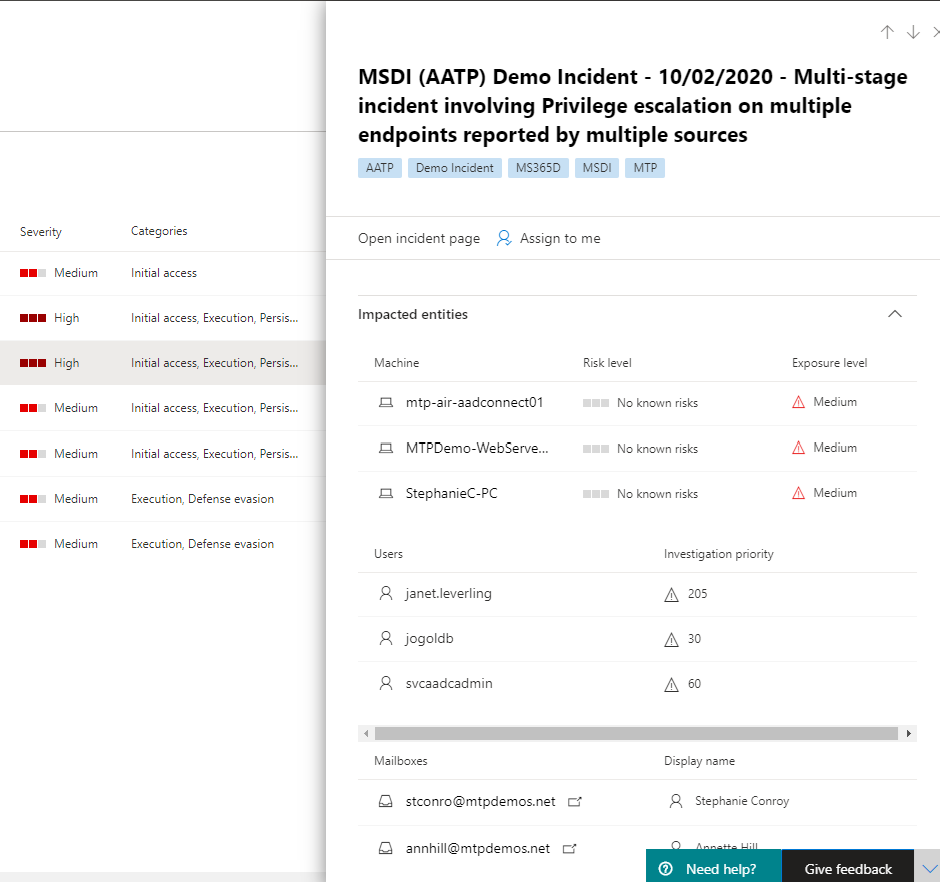 MSDI (AATP) Demo Incident - 10/02/2020 - Multi-stage
incident involving Privilege escalation on multiple
endpoints reported by multiple sources
AATP Demo Incident MS365D MSDI MTP
Open incident page Assign to me
Severity Categories
Medium Initial access
High Initial access, Execution, Persis...
High Initial access, Execution, Persis...
Medium Initial access, Execution, Persis...
Medium Initial access, Execution, Persis...
Medium Execution, Defense evasion
Medium Execution, Defense evasion
Impacted entities
Machine Risk level Exposure level
mtp-air-aadconnect01 No known risks Medium
MTPDemo-WebServe... No known risks Medium
StephanieC-PC No known risks Medium
Users Investigation priority
janet.leverling 205
jogoldb 30
svcaadcadmin 60
Mailboxes Display name
stconro@mtpdemos.net Stephanie Conroy
annhill@mtpdemos.net Annette Hill
Need help? Give feedback